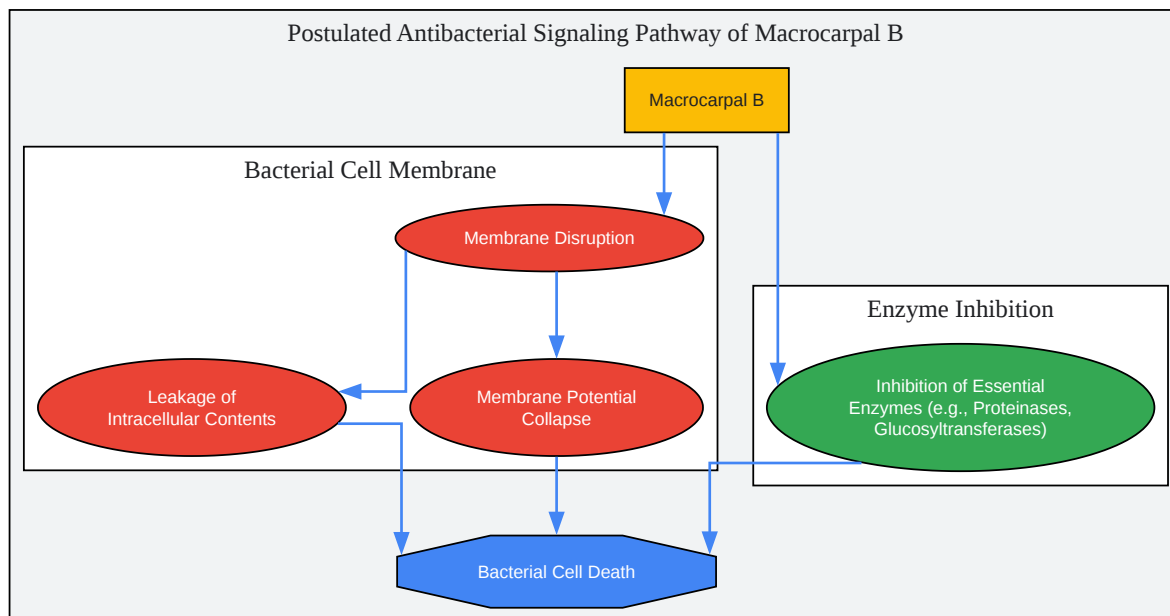 Postulated Antibacterial Signaling Pathway of Macrocarpal B
Macrocarpal B
Bacterial Cell Membrane
Membrane Disruption
Enzyme Inhibition
Leakage of
Intracellular Contents
Membrane Potential
Collapse
Inhibition of Essential
Enzymes (e.g., Proteinases,
Glucosyltransferases)
Bacterial Cell Death